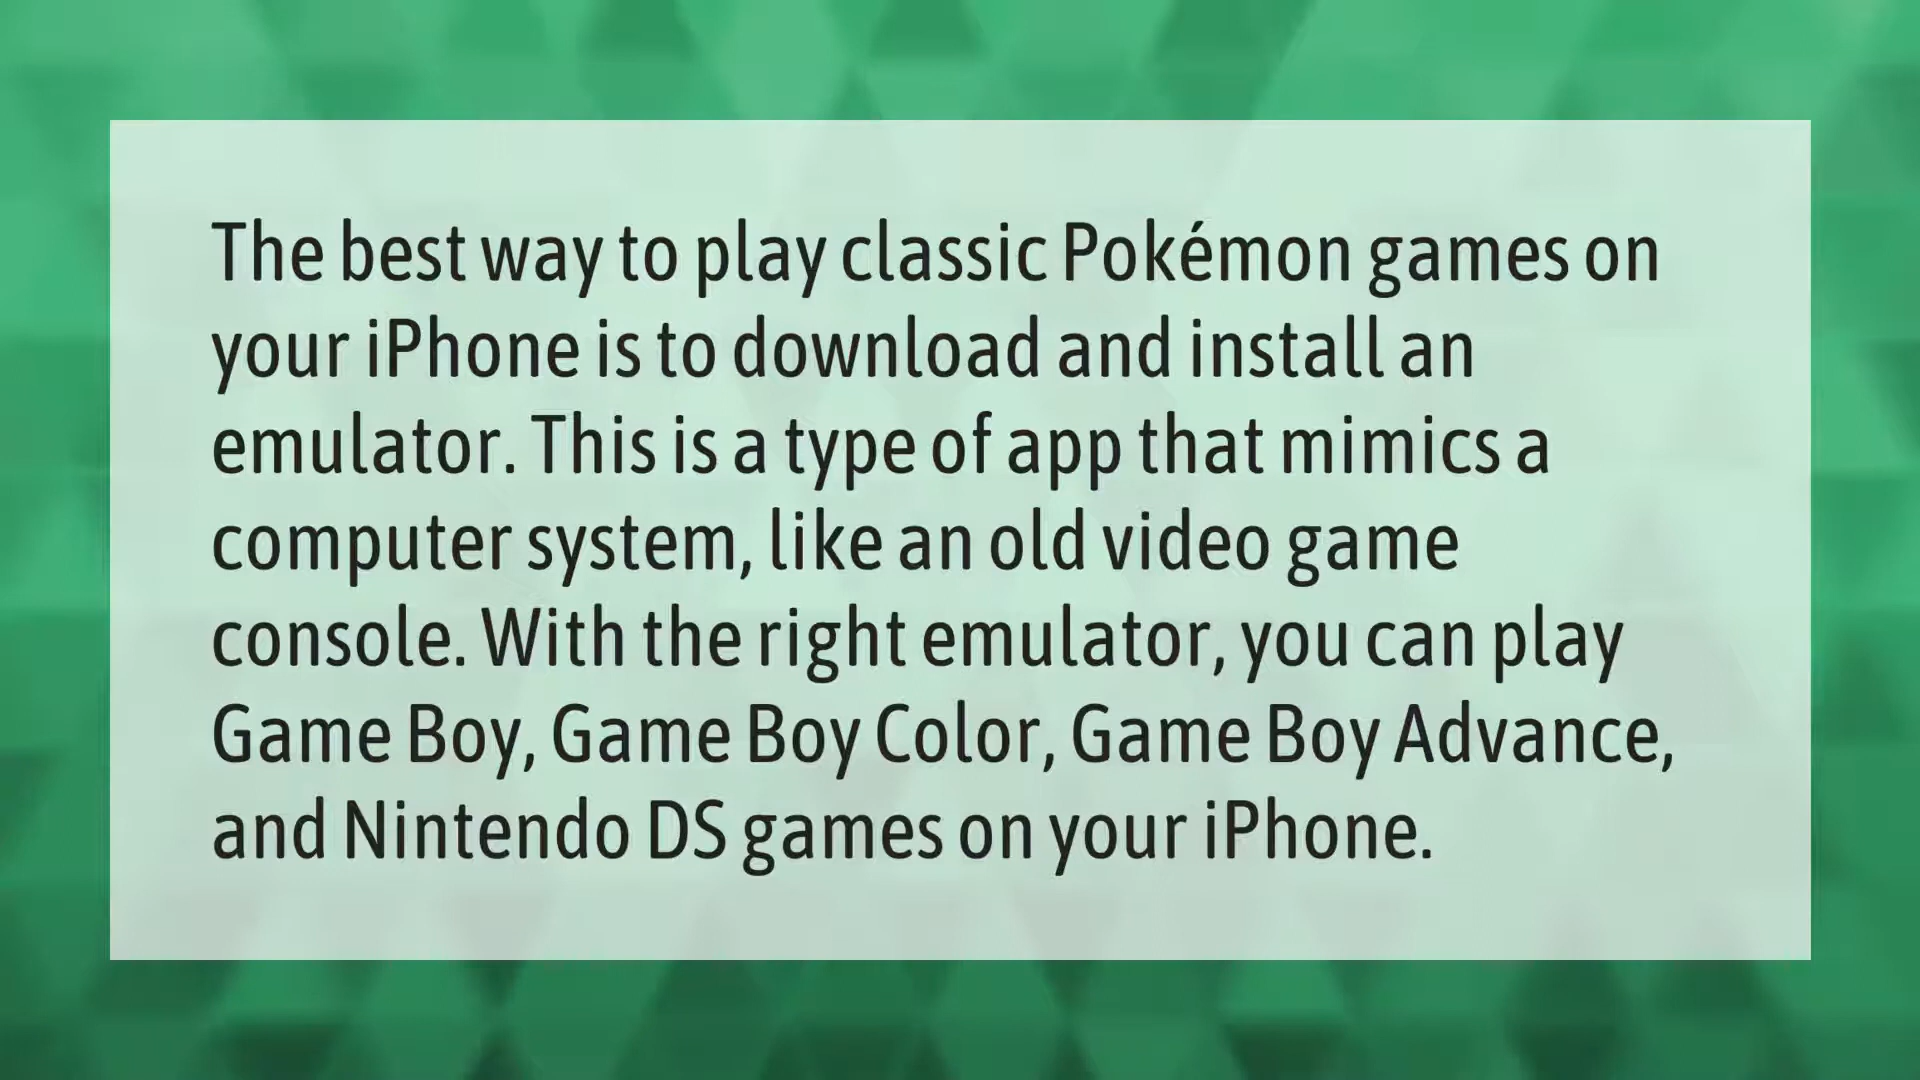 The best way to play classic Pokémon games on
your iPhone is to download and install an
emulator. This is a type of app that mimics a
computer system, like an old video game
console. With the right emulator, you can play
Game Boy, Game Boy Color, Game Boy Advance,
and Nintendo DS games on your iPhone.